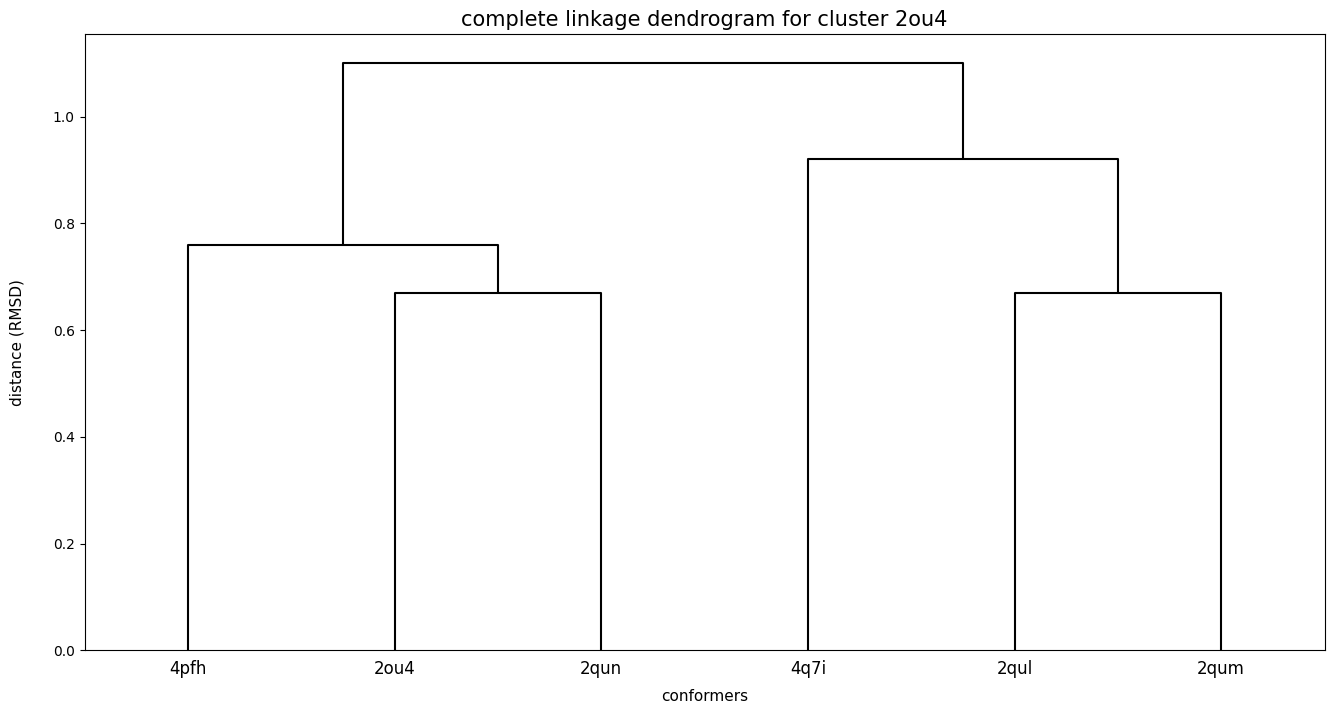 complete linkage dendrogram for cluster 2ou4
distance (RMSD)
1.0
0.8
0.6
0.4
0.2
0.0
4pfh 2ou4 2qun 4q7i 2qul 2qum
conformers